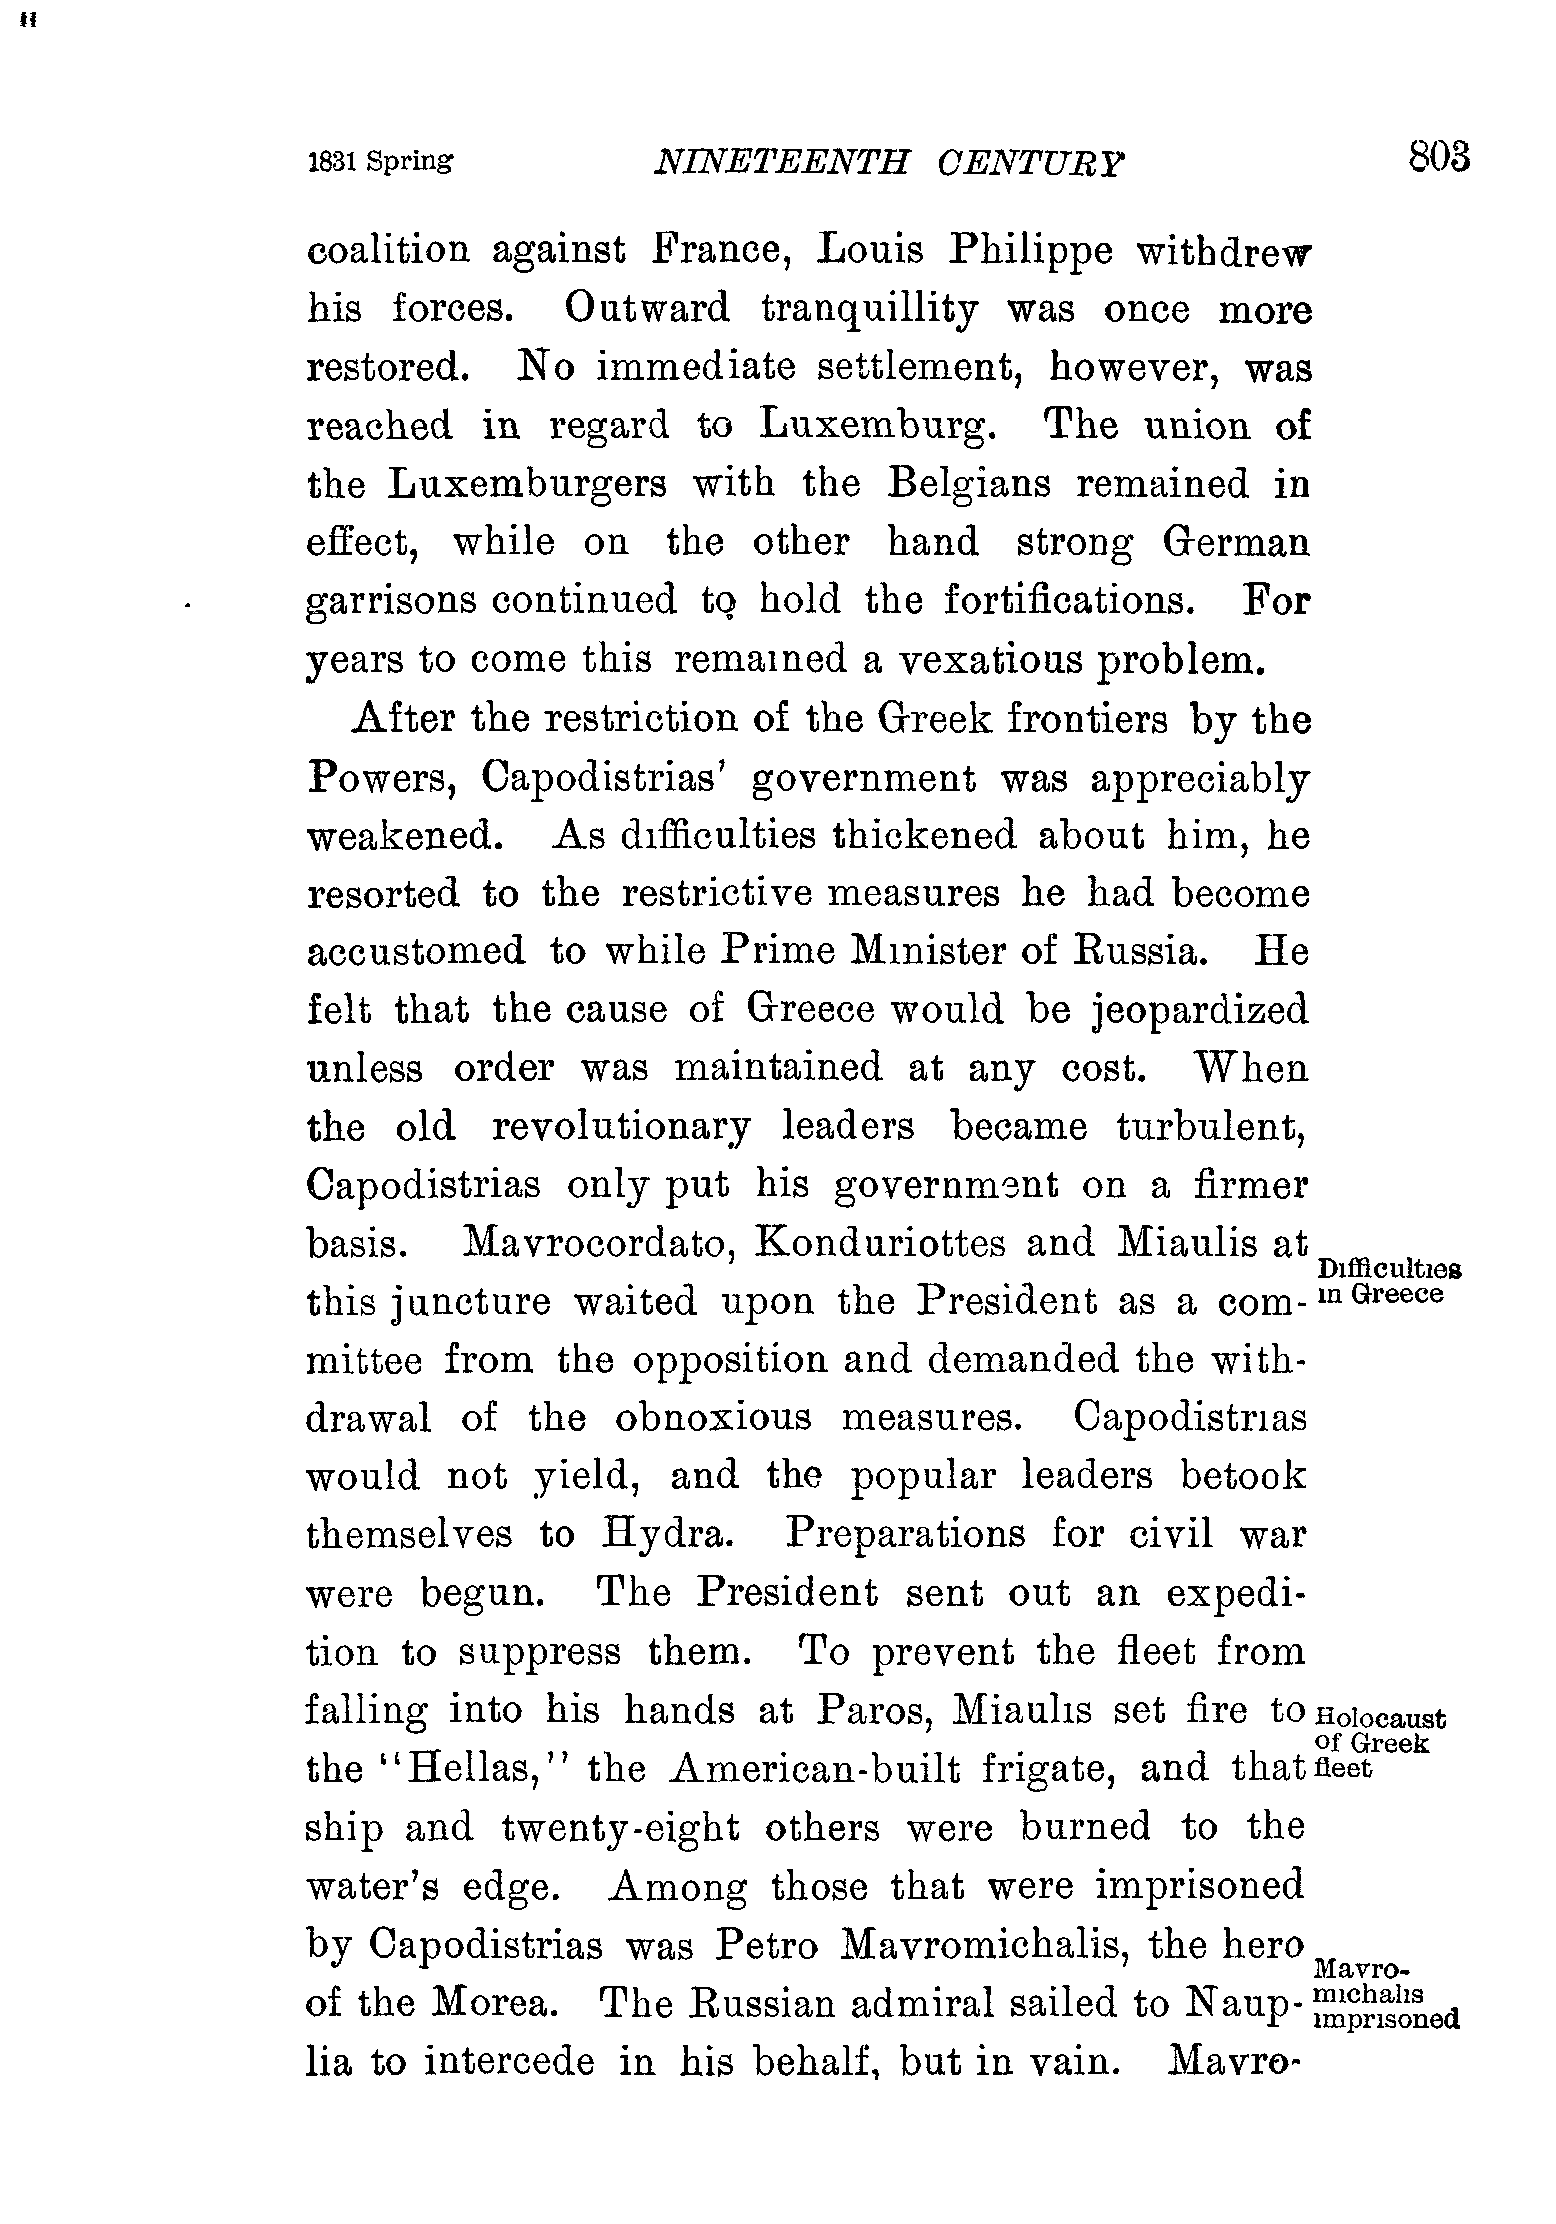 1831 Spring NINETEENTH CENTURY 803
coalition against France, Louis Philippe withdrew
his forces. Outward tranquillity was once more
restored. No immediate settlement, however, was
reached in regard to Luxemburg. The union of
the Luxemburgers with the Belgians remained in
effect, while on the other hand strong German
garrisons continued to hold the fortifications. For
years to come this remained a vexatious problem.
After the restriction of the Greek frontiers by the
Powers, Capodistrias' government was appreciably
weakened. As difficulties thickened about him, he
resorted to the restrictive measures he had become
accustomed to while Prime Minister of Russia. He
felt that the cause of Greece would be jeopardized
unless order was maintained at any cost. When
the old revolutionary leaders became turbulent,
Capodistrias only put his government on a firmer
basis. Mavrocordato, Konduriottes and Miaulis at
this juncture waited upon the President as a com-
mittee from the opposition and demanded the with-
drawal of the obnoxious measures. Capodistrias
would not yield, and the popular leaders betook
themselves to Hydra. Preparations for civil war
were begun. The President sent out an expedi-
tion to suppress them. To prevent the fleet from
falling into his hands at Paros, Miaulis set fire to
the "Hellas," the American-built frigate, and that
ship and twenty-eight others were burned to the
water's edge. Among those that were imprisoned
by Capodistrias was Petro Mavromichalis, the hero
of the Morea. The Russian admiral sailed to Naup-
lia to intercede in his behalf, but in vain. Mavro-
Difficulties
in Greece
Holocaust
of Greek
fleet
Mavro-
michalis
imprisoned